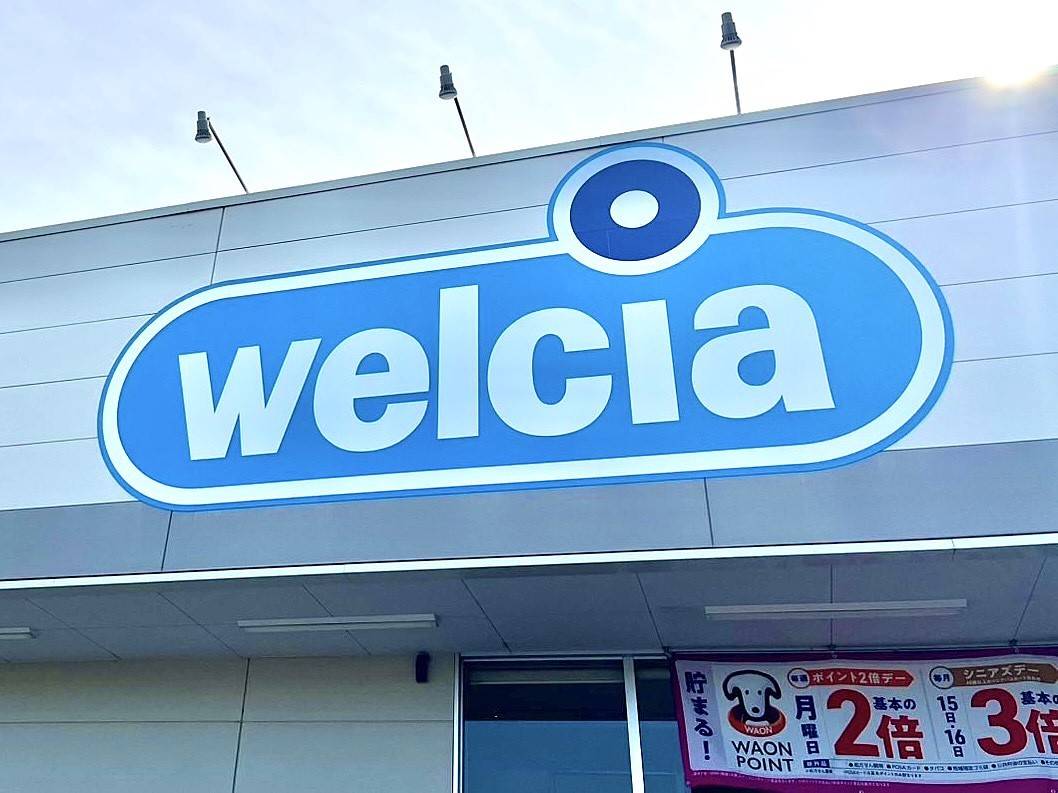 welcia
貯まる!
WAON
WAON
POINT
毎週
ポイント2倍デー
月曜日
基本の
2倍
毎月
シニアズデー
15日・16日
基本の
3倍